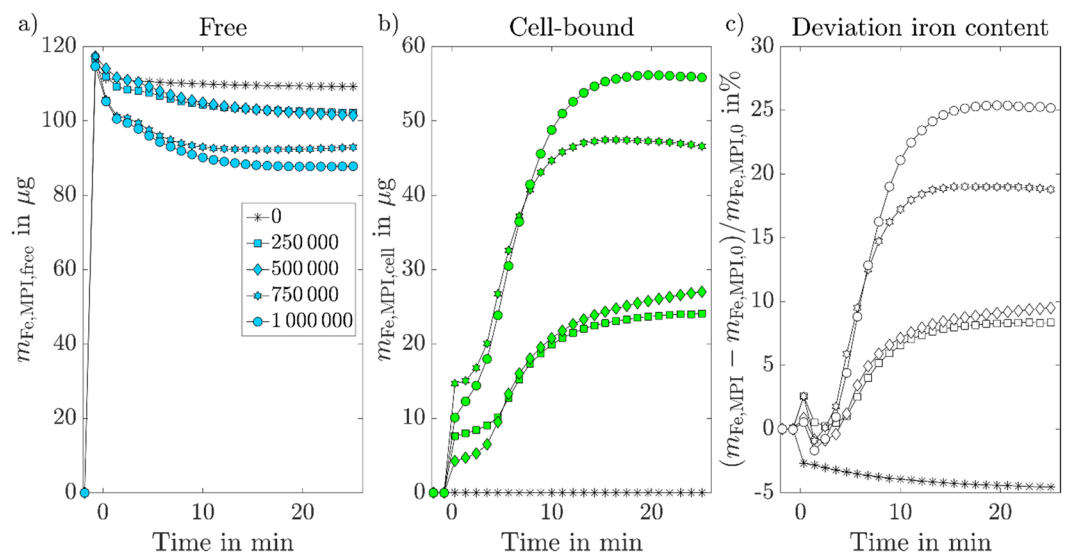 a) Free
b) Cell-bound
c) Deviation iron content
m_Fe,MPI,free in μg
120
100
80
60
40
20
0
0
250 000
500 000
750 000
1 000 000
0 10 20
Time in min
m_Fe,MPI,cell in μg
60
50
40
30
20
10
0
0 10 20
Time in min
(m_Fe,MPI − m_Fe,MPI,0)/m_Fe,MPI,0 in%
30
25
20
15
10
5
0
-5
0 10 20
Time in min